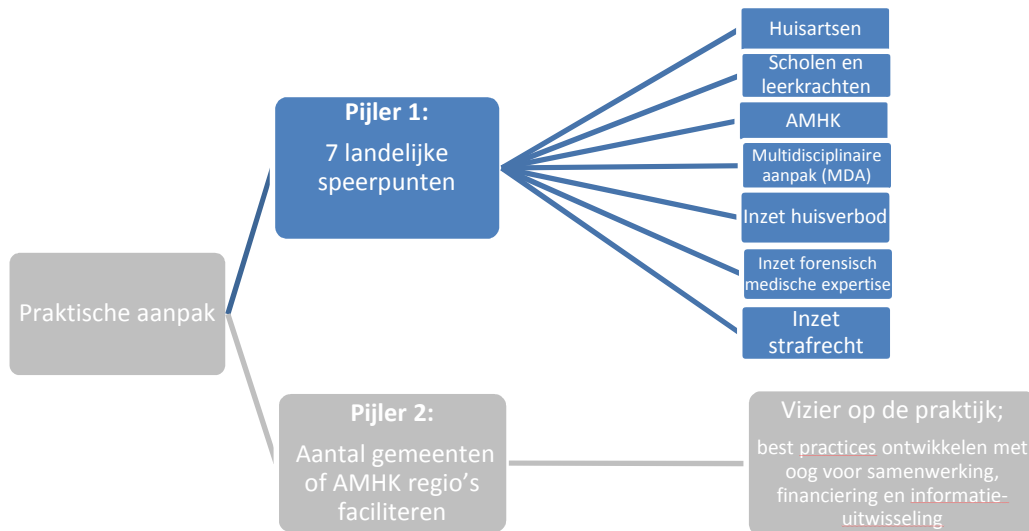 Praktische aanpak
Pijler 1:
7 landelijke
speerpunten
Huisartsen
Scholen en
leerkrachten
AMHK
Multidisciplinaire
aanpak (MDA)
Inzet huisverbod
Inzet forensisch
medische expertise
Inzet
strafrecht
Pijler 2:
Aantal gemeenten
of AMHK regio's
faciliteren
Vizier op de praktijk;
best practices ontwikkelen met
oog voor samenwerking,
financiering en informatie-
uitwisseling